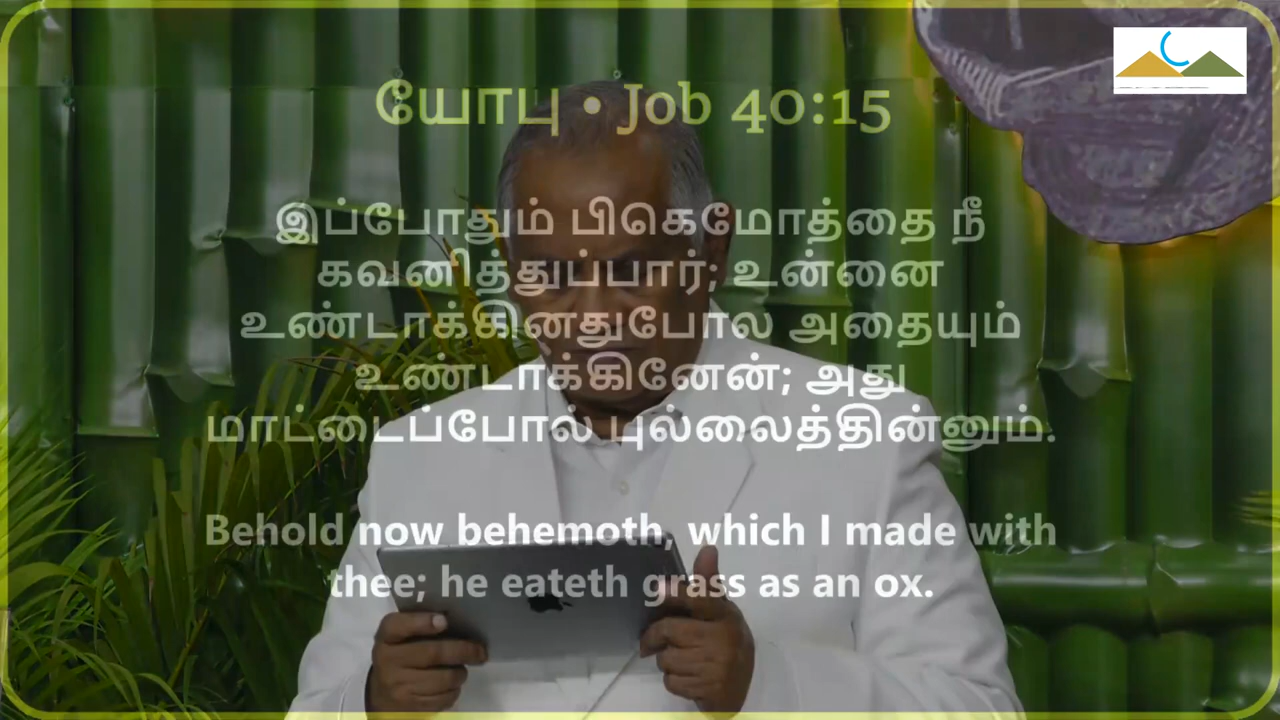 யோபு • Job 40:15
இப்போதும் பிகெமோத்தை நீ
கவனித்துப்பார்; உன்னை
உண்டாக்கினதுபோல அதையும்
உண்டாக்கினேன்; அது
மாட்டைப்போல் புல்லைத்தின்னும்.
Behold now behemoth, which I made with
thee; he eateth grass as an ox.